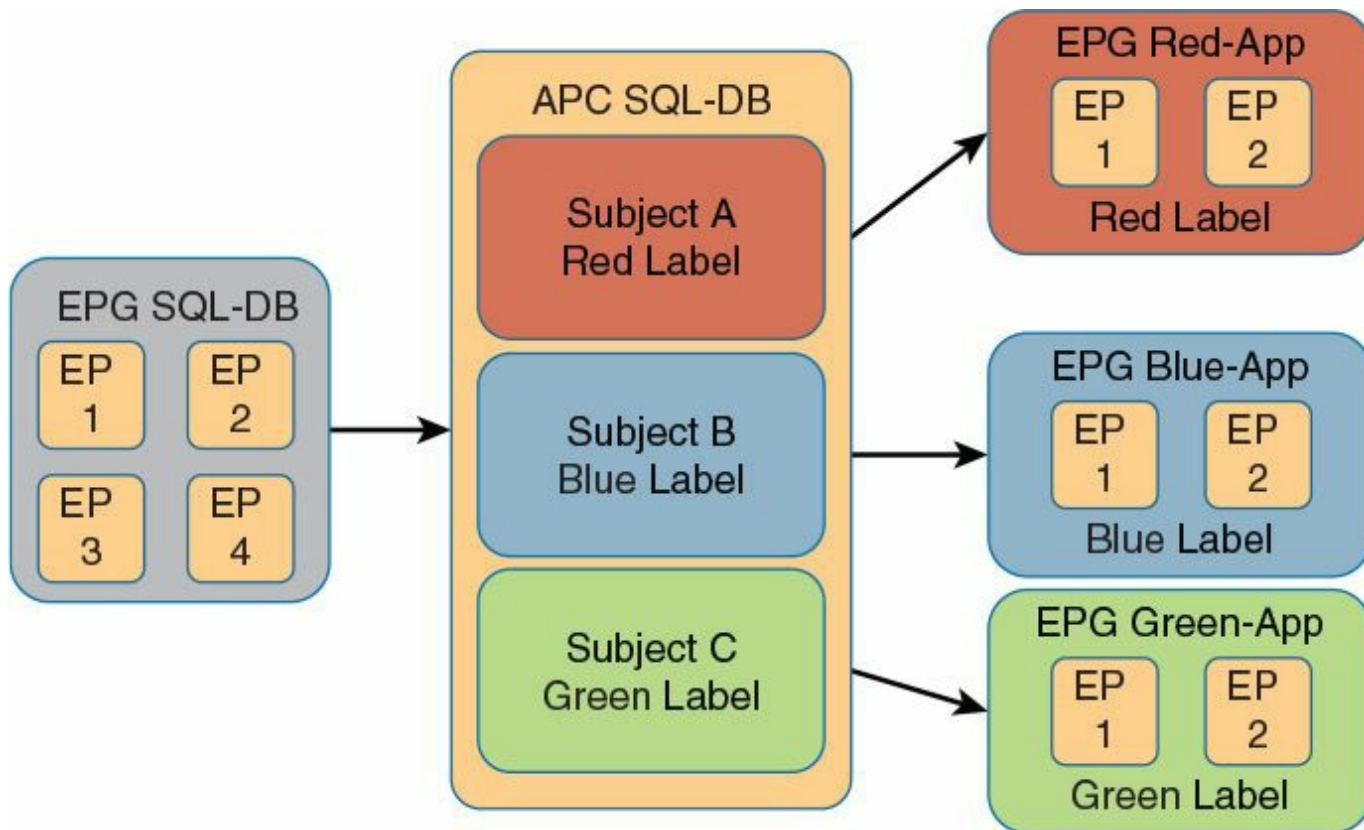 EPG SQL-DB
EP
1
EP
2
EP
3
EP
4
APC SQL-DB
Subject A
Red Label
Subject B
Blue Label
Subject C
Green Label
EPG Red-App
EP
1
EP
2
Red Label
EPG Blue-App
EP
1
EP
2
Blue Label
EPG Green-App
EP
1
EP
2
Green Label